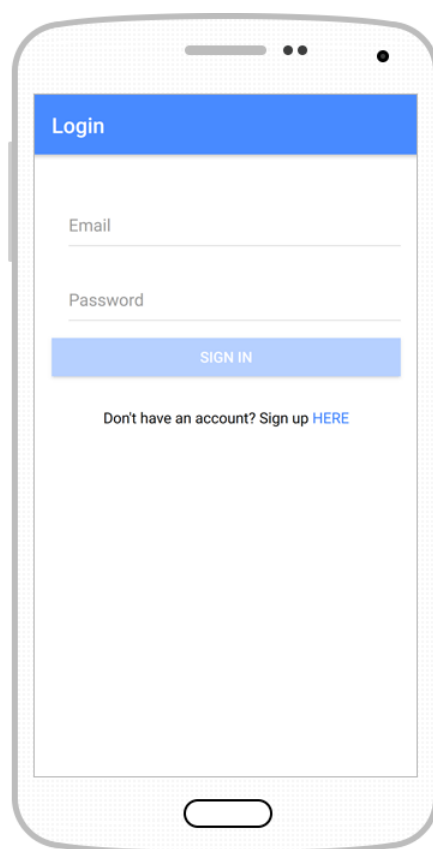 Login
Email
Password
SIGN IN
Don't have an account? Sign up HERE